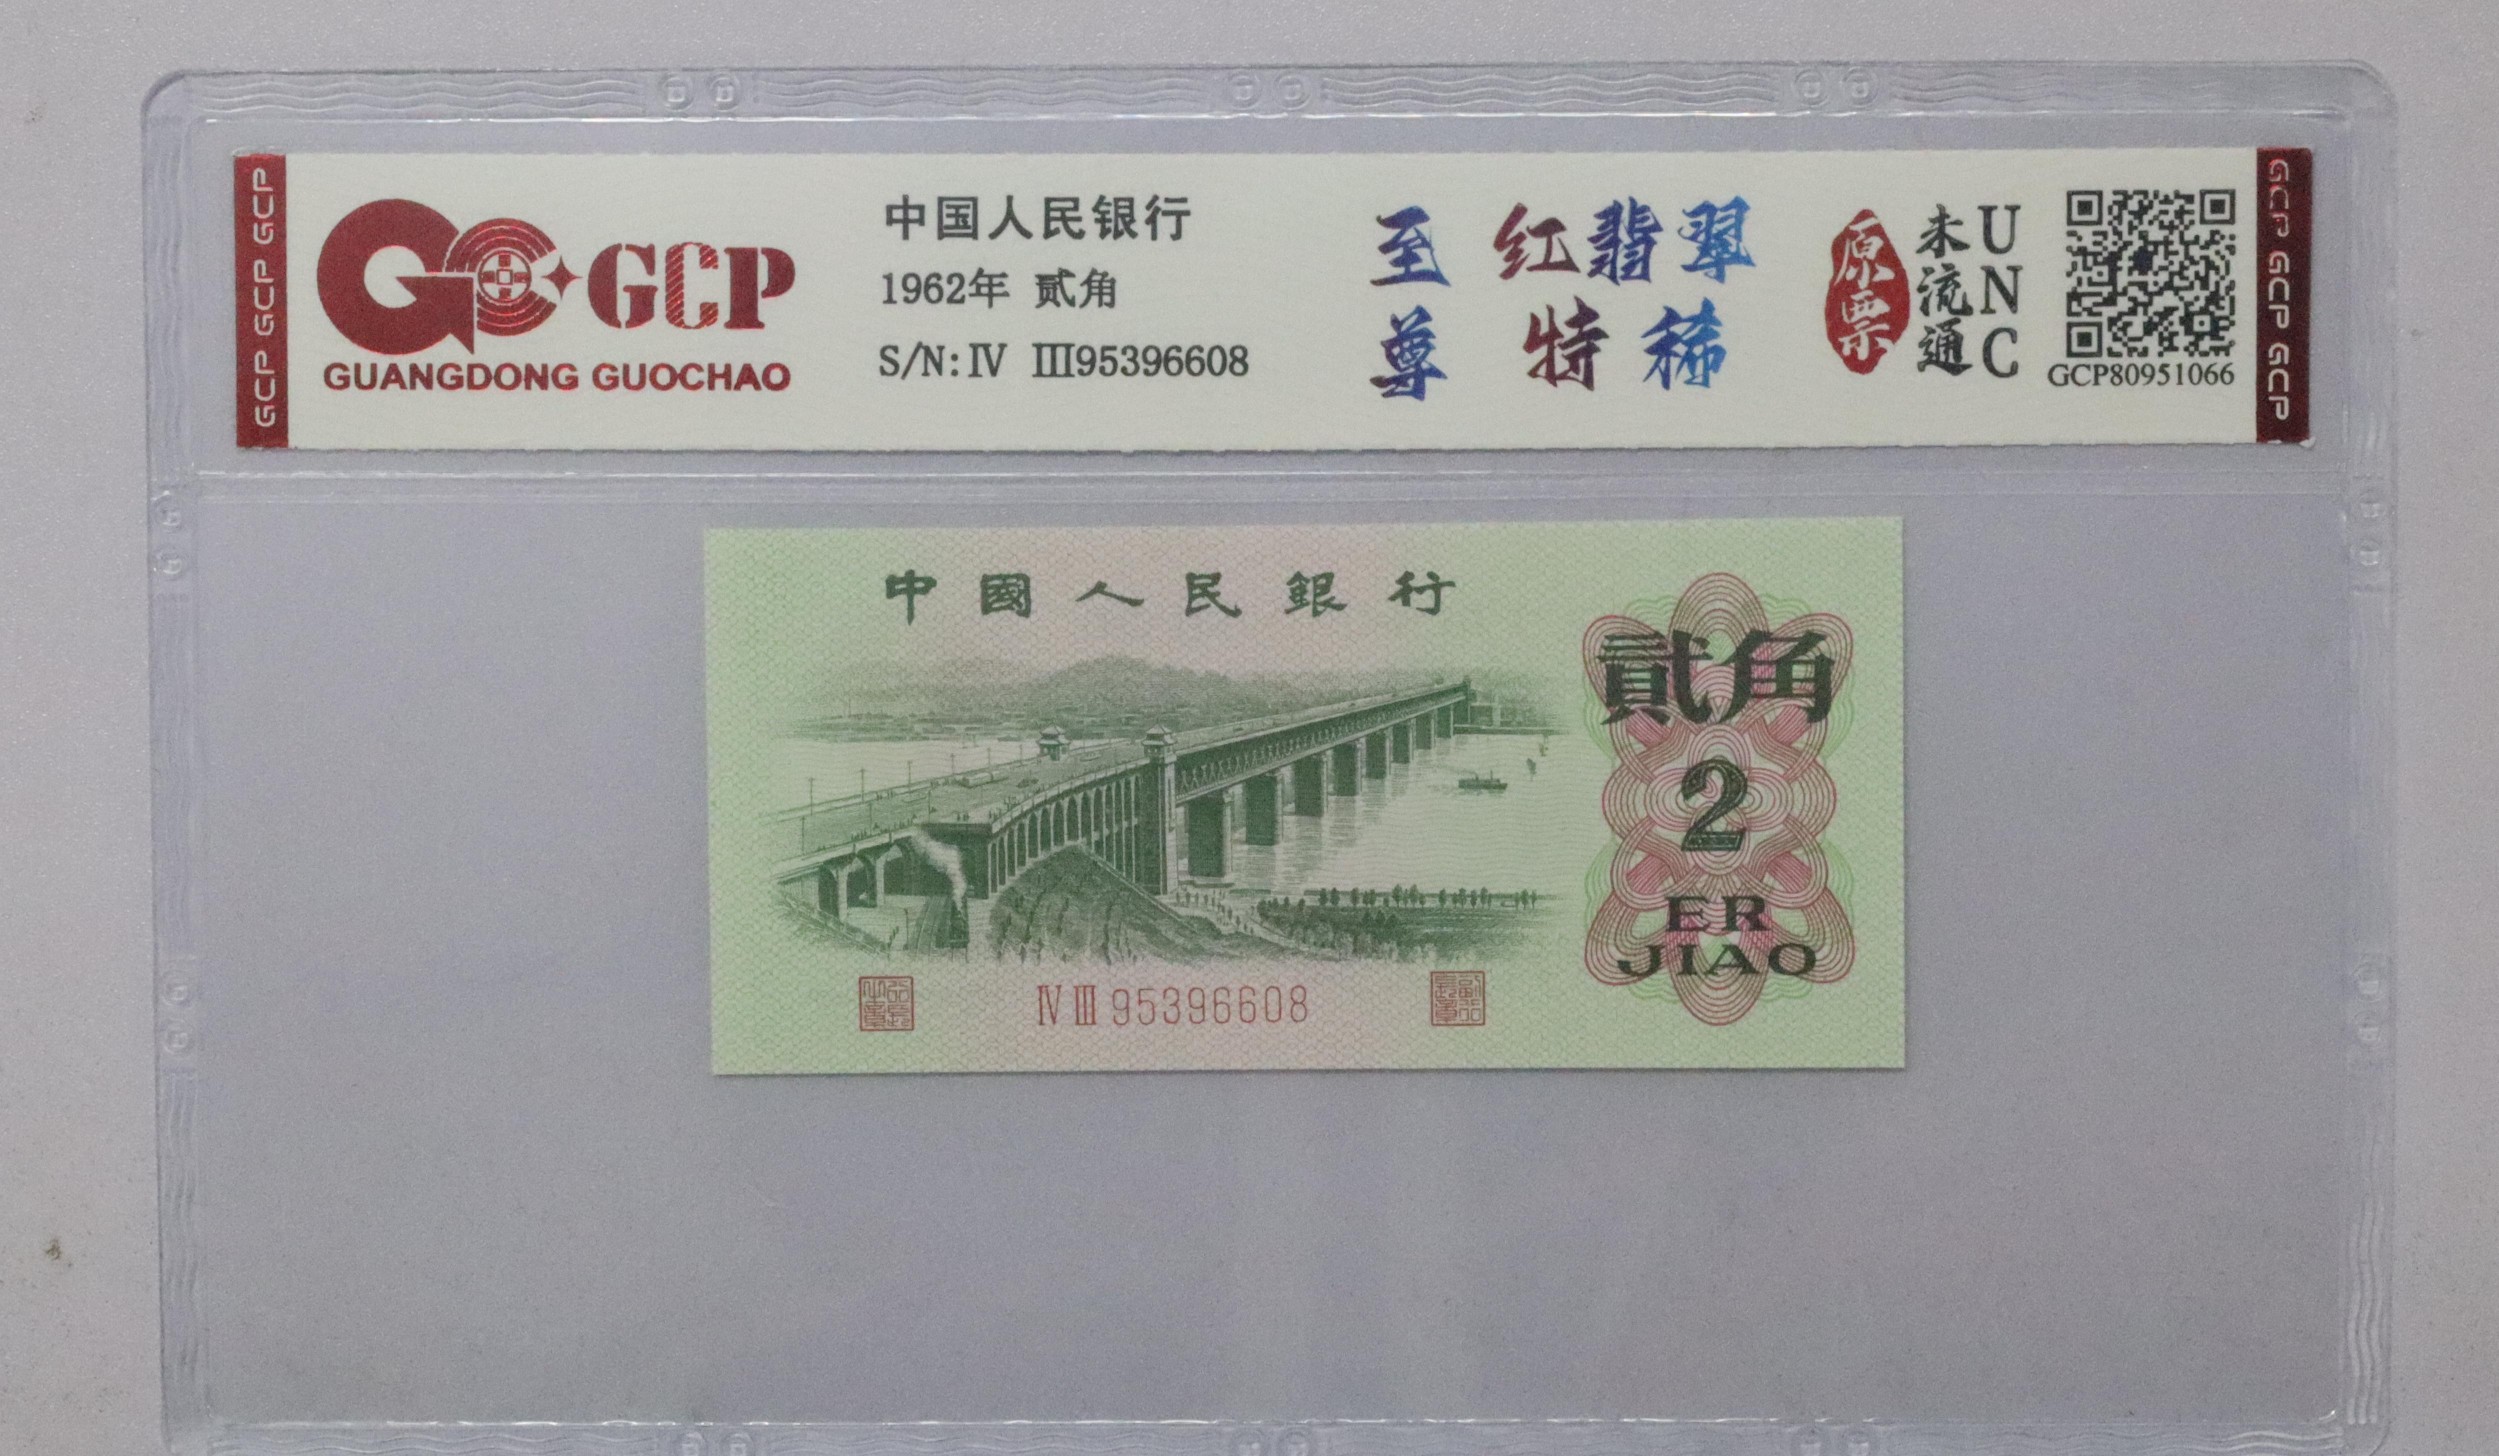 GCP GCP GCP
GCP
GUANGDONG GUOCHAO
中国人民银行
1962年 贰角
S/N: Ⅳ Ⅲ95396608
至尊
红翡翠
特稀
原票
未流通
UNC
GCP80951066
GCP GCP GCP
中國人民銀行
貳角
2
ER
JIAO
Ⅳ Ⅲ 95396608